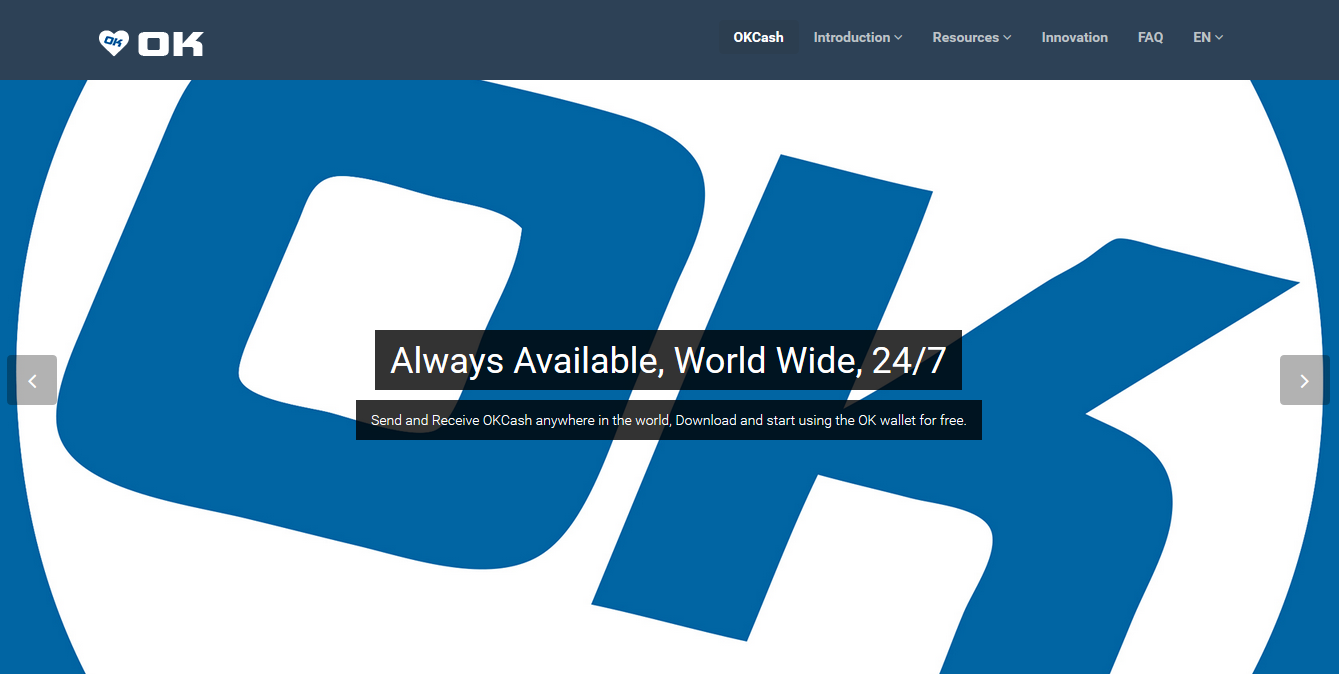 OK OK
OKCash Introduction Resources Innovation FAQ EN
OK
Always Available, World Wide, 24/7
Send and Receive OKCash anywhere in the world, Download and start using the OK wallet for free.